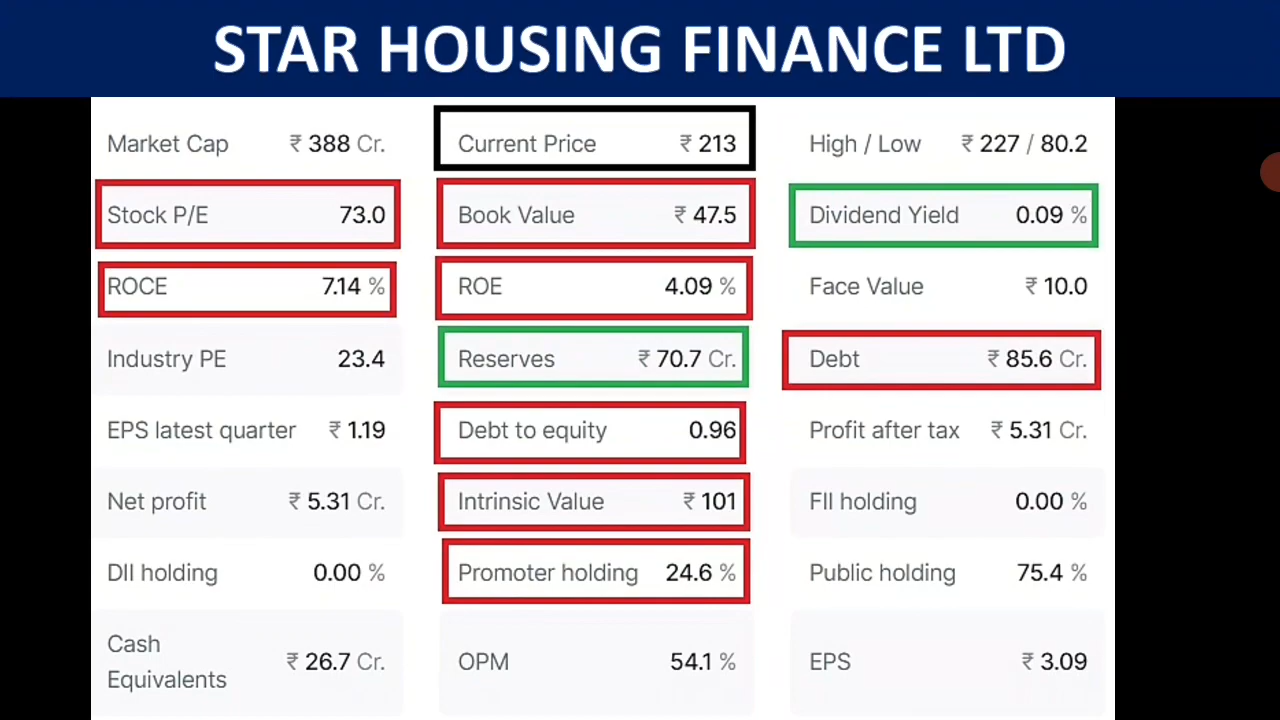 STAR HOUSING FINANCE LTD
Market Cap ₹ 388 Cr. Current Price ₹ 213 High / Low ₹ 227 / 80.2
Stock P/E 73.0 Book Value ₹ 47.5 Dividend Yield 0.09 %
ROCE 7.14 % ROE 4.09 % Face Value ₹ 10.0
Industry PE 23.4 Reserves ₹ 70.7 Cr. Debt ₹ 85.6 Cr.
EPS latest quarter ₹ 1.19 Debt to equity 0.96 Profit after tax ₹ 5.31 Cr.
Net profit ₹ 5.31 Cr. Intrinsic Value ₹ 101 FII holding 0.00 %
DII holding 0.00 % Promoter holding 24.6 % Public holding 75.4 %
Cash
Equivalents ₹ 26.7 Cr. OPM 54.1 % EPS ₹ 3.09